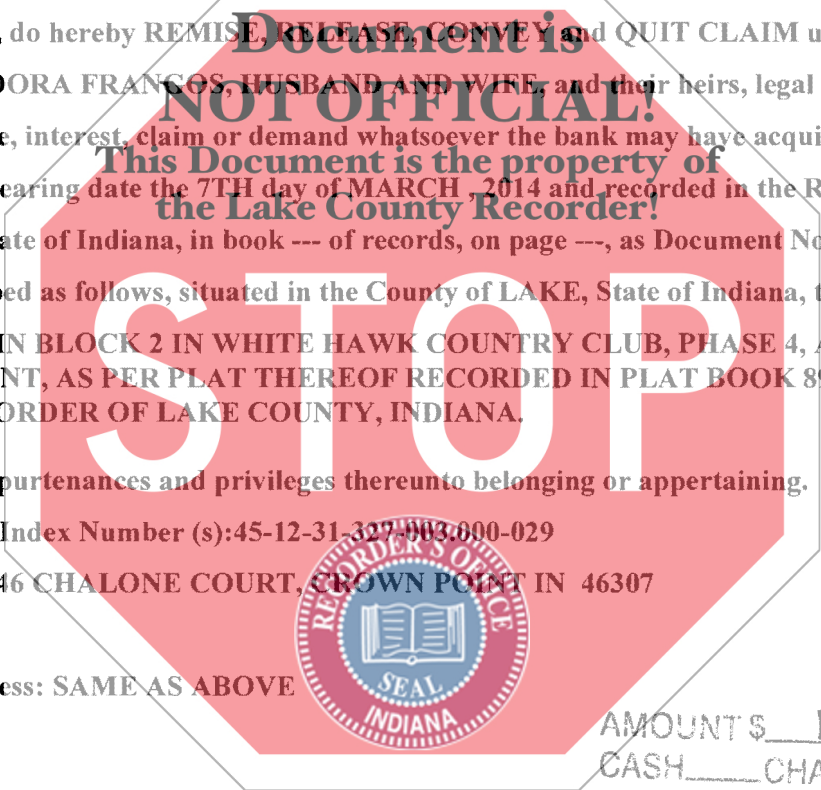 , do hereby REMISE, RELEASE, CONVEY and QUIT CLAIM u
Document is
ORA FRANGOS, HUSBAND AND WIFE, and their heirs, legal
NOT OFFICIAL!
e, interest, claim or demand whatsoever the bank may have acqui
This Document is the property of
earing date the 7TH day of MARCH , 2014 and recorded in the R
the Lake County Recorder!
ate of Indiana, in book --- of records, on page ---, as Document No
ed as follows, situated in the County of LAKE, State of Indiana, t
STOP
IN BLOCK 2 IN WHITE HAWK COUNTRY CLUB, PHASE 4, A
NT, AS PER PLAT THEREOF RECORDED IN PLAT BOOK 89
ORDER OF LAKE COUNTY, INDIANA.
purtenances and privileges thereunto belonging or appertaining.
Index Number (s):45-12-31-327-003.000-029
46 CHALONE COURT, CROWN POINT IN 46307
RECORDER'S OFFICE
SEAL
INDIANA
ess: SAME AS ABOVE
AMOUNT $
CASH CHA